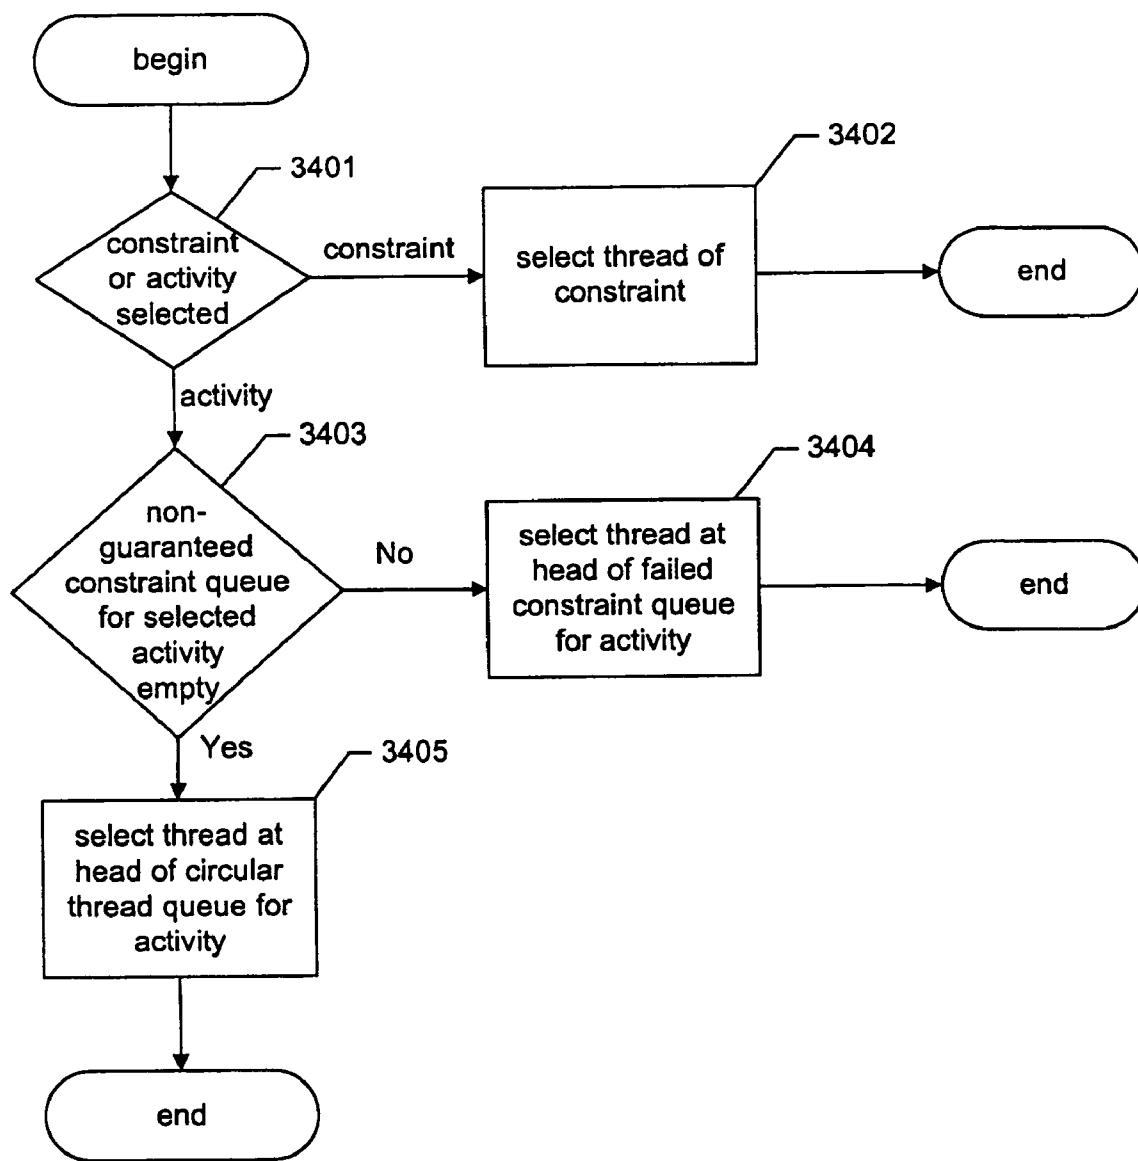 begin
3401
3402
constraint
or activity
selected
constraint
select thread of
constraint
end
activity
3403
3404
non-
guaranteed
constraint queue
for selected
activity
empty
No
select thread at
head of failed
constraint queue
for activity
end
Yes
3405
select thread at
head of circular
thread queue for
activity
end